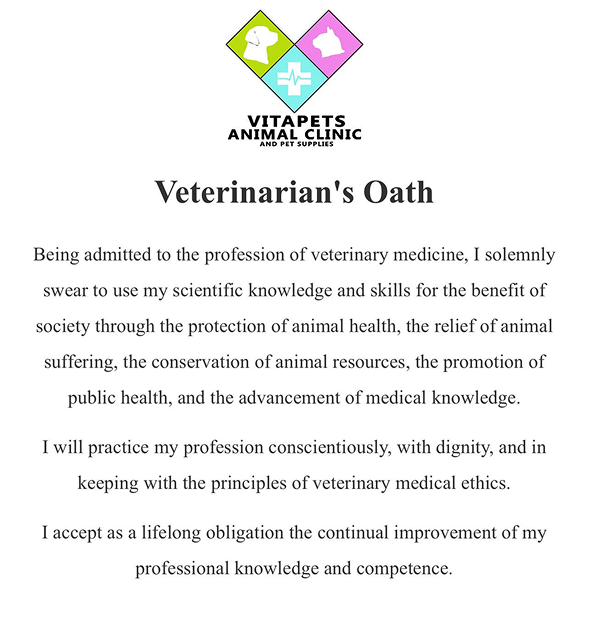 VITAPETS
ANIMAL CLINIC
AND PET SUPPLIES
Veterinarian's Oath
Being admitted to the profession of veterinary medicine, I solemnly
swear to use my scientific knowledge and skills for the benefit of
society through the protection of animal health, the relief of animal
suffering, the conservation of animal resources, the promotion of
public health, and the advancement of medical knowledge.
I will practice my profession conscientiously, with dignity, and in
keeping with the principles of veterinary medical ethics.
I accept as a lifelong obligation the continual improvement of my
professional knowledge and competence.